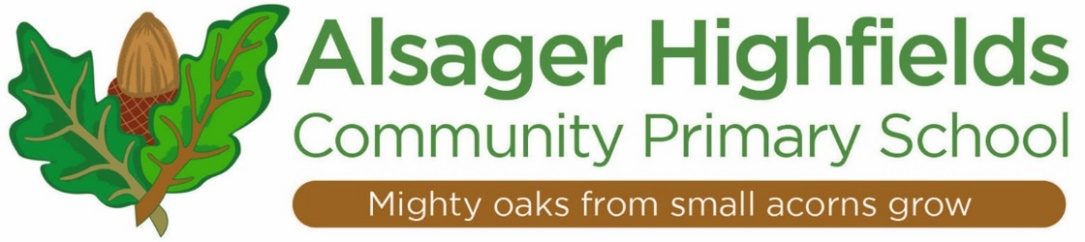 Alsager Highfields
Community Primary School
Mighty oaks from small acorns grow